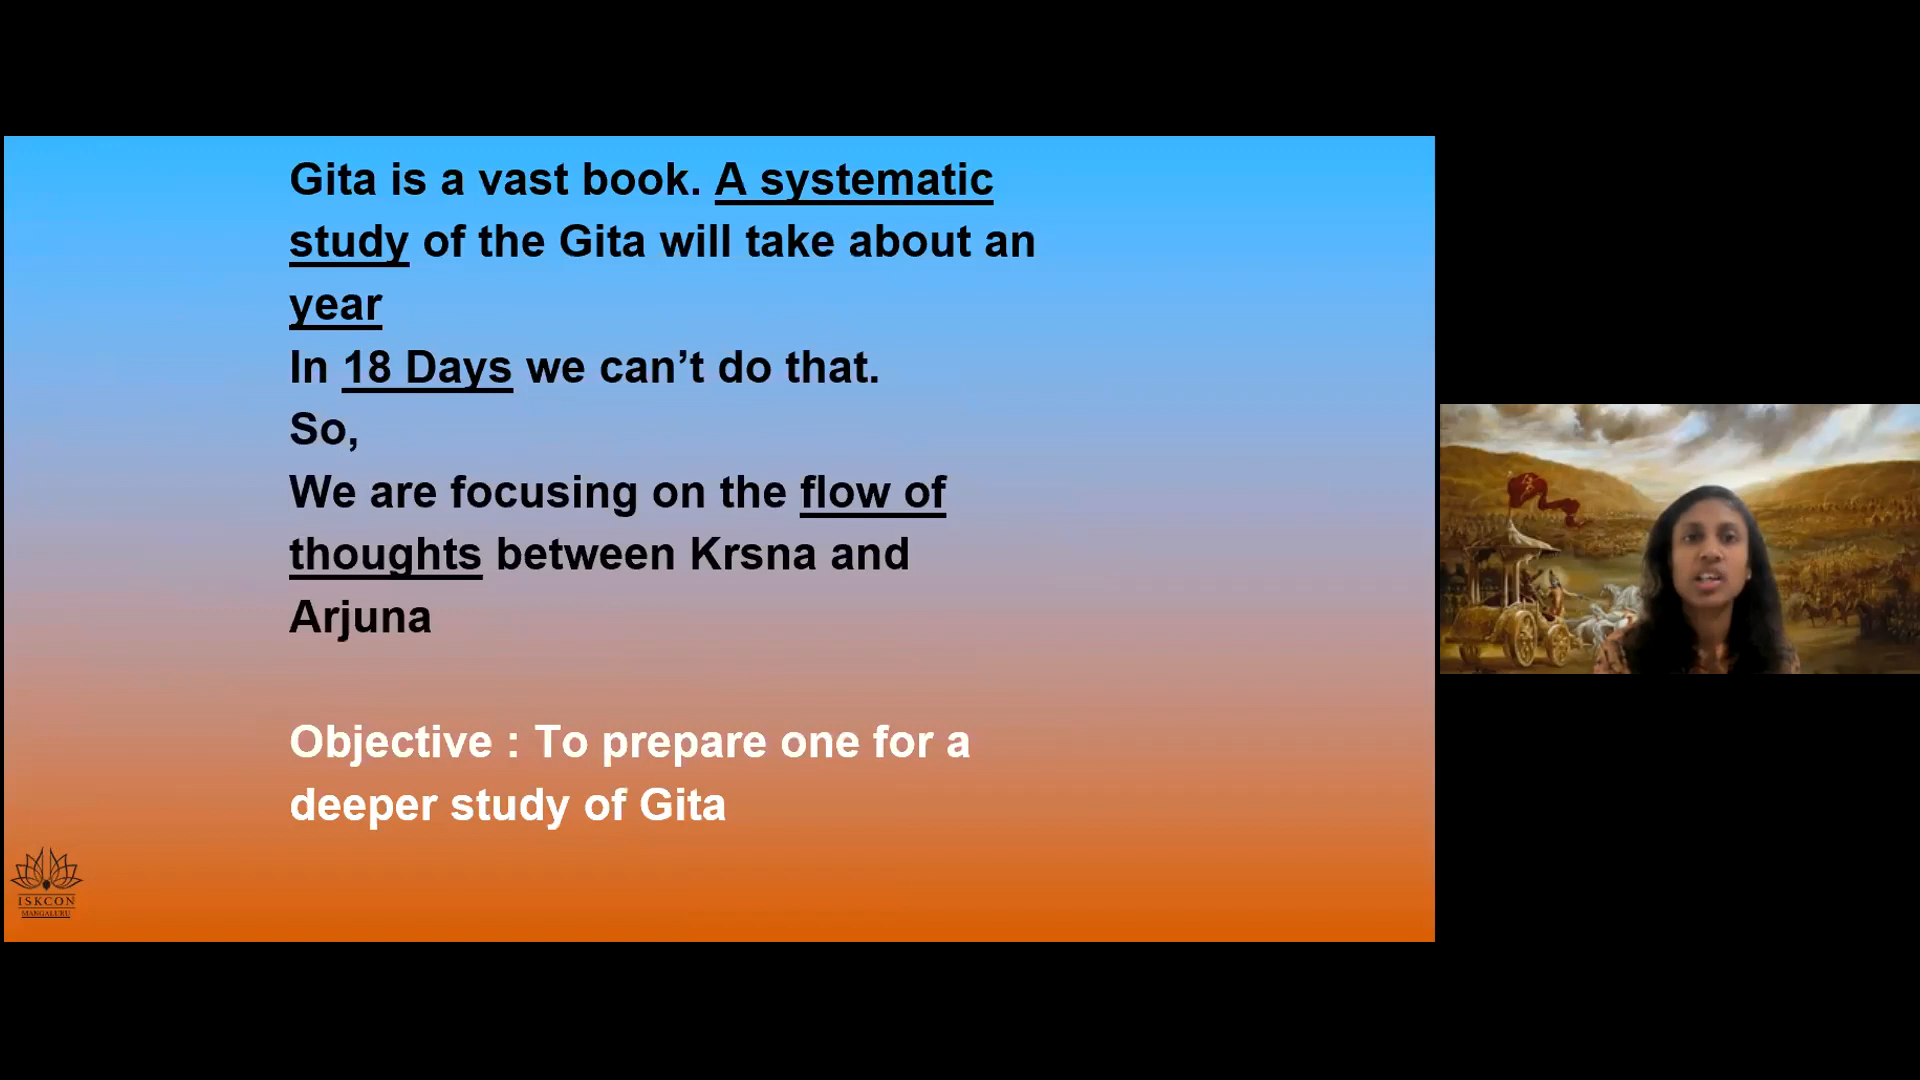 Gita is a vast book. A systematic
study of the Gita will take about an
year
In 18 Days we can’t do that.
So,
We are focusing on the flow of
thoughts between Krsna and
Arjuna
Objective : To prepare one for a
deeper study of Gita
ISKCON
MANGALURU